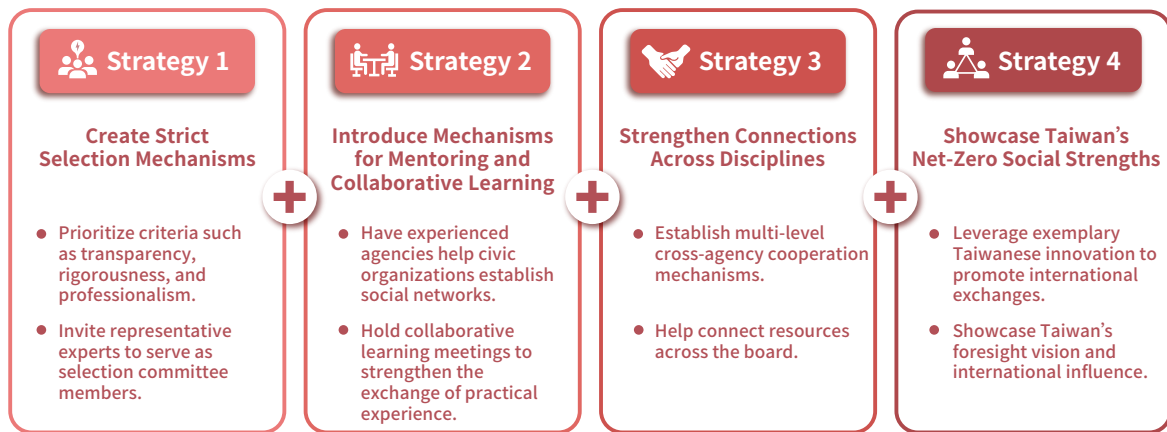 Strategy 1
Create Strict
Selection Mechanisms
Prioritize criteria such
as transparency,
rigorousness, and
professionalism.
Invite representative
experts to serve as
selection committee
members.
Strategy 2
Introduce Mechanisms
for Mentoring and
Collaborative Learning
Have experienced
agencies help civic
organizations establish
social networks.
Hold collaborative
learning meetings to
strengthen the
exchange of practical
experience.
Strategy 3
Strengthen Connections
Across Disciplines
Establish multi-level
cross-agency cooperation
mechanisms.
Help connect resources
across the board.
Strategy 4
Showcase Taiwan’s
Net-Zero Social Strengths
Leverage exemplary
Taiwanese innovation to
promote international
exchanges.
Showcase Taiwan’s
foresight vision and
international influence.